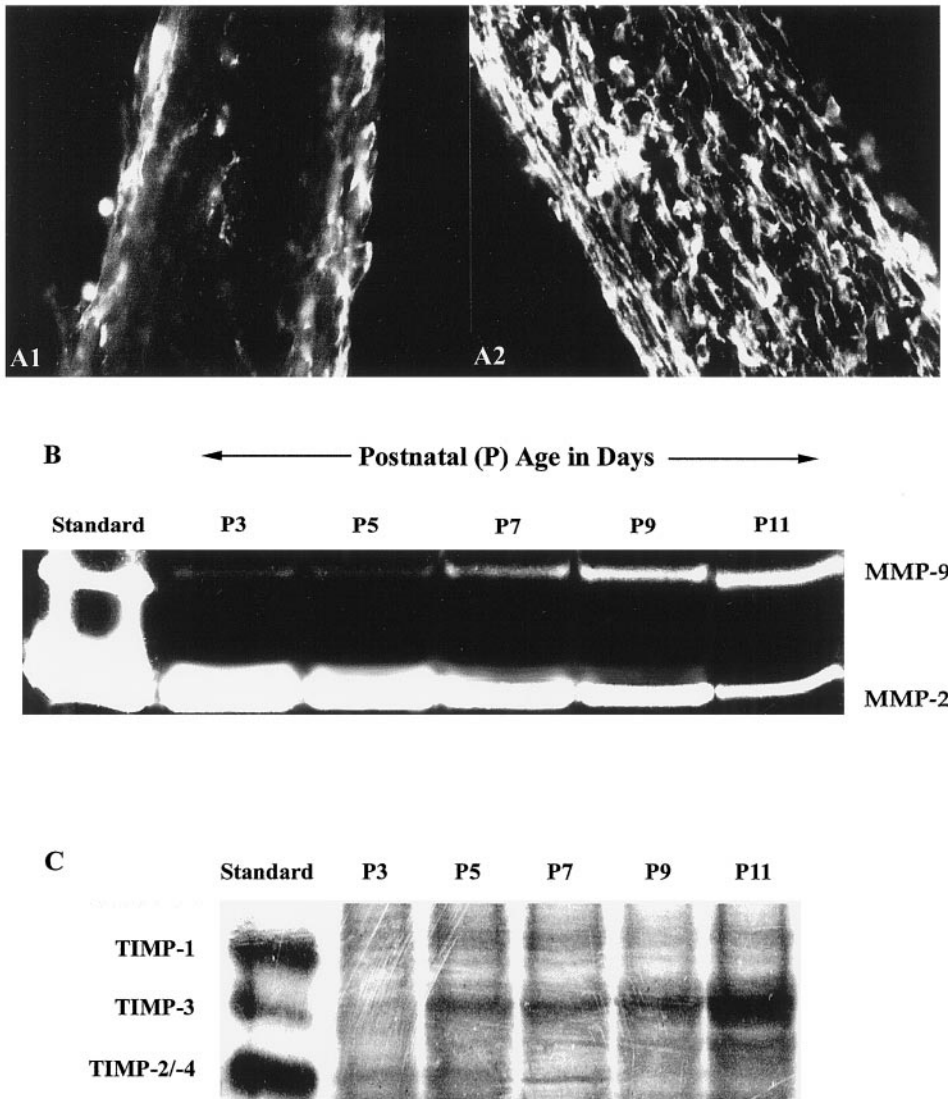 A1 A2
B
Postnatal (P) Age in Days
Standard P3 P5 P7 P9 P11
MMP-9
MMP-2
C
Standard P3 P5 P7 P9 P11
TIMP-1
TIMP-3
TIMP-2/-4